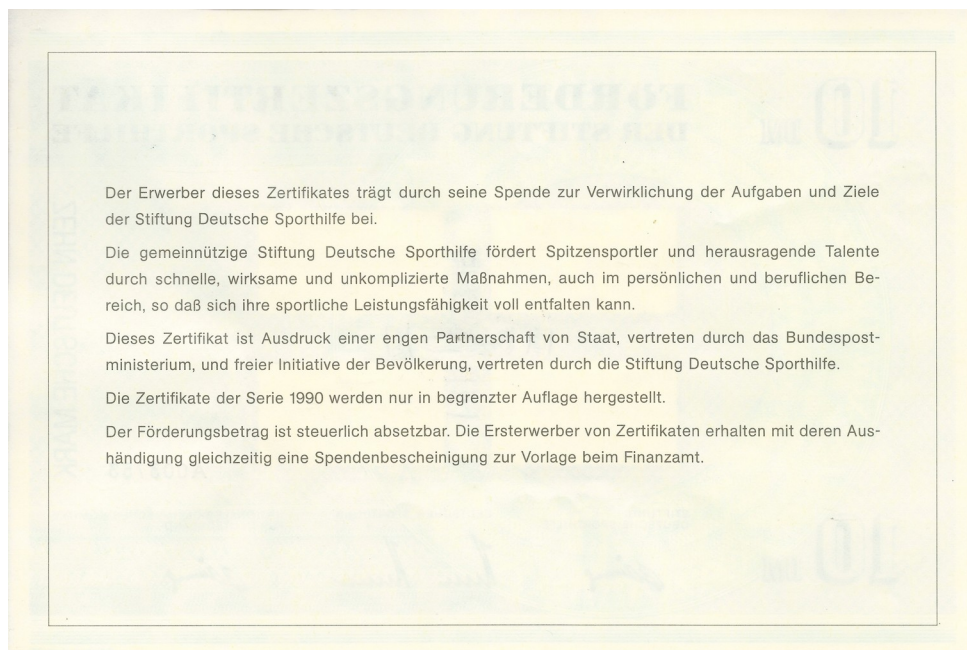 Der Erwerber dieses Zertifikates trägt durch seine Spende zur Verwirklichung der Aufgaben und Ziele
der Stiftung Deutsche Sporthilfe bei.
Die gemeinnützige Stiftung Deutsche Sporthilfe fördert Spitzensportler und herausragende Talente
durch schnelle, wirksame und unkomplizierte Maßnahmen, auch im persönlichen und beruflichen Be-
reich, so daß sich ihre sportliche Leistungsfähigkeit voll entfalten kann.
Dieses Zertifikat ist Ausdruck einer engen Partnerschaft von Staat, vertreten durch das Bundespost-
ministerium, und freier Initiative der Bevölkerung, vertreten durch die Stiftung Deutsche Sporthilfe.
Die Zertifikate der Serie 1990 werden nur in begrenzter Auflage hergestellt.
Der Förderungsbetrag ist steuerlich absetzbar. Die Ersterwerber von Zertifikaten erhalten mit deren Aus-
händigung gleichzeitig eine Spendenbescheinigung zur Vorlage beim Finanzamt.